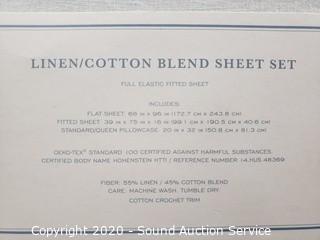 LINEN/COTTON BLEND SHEET SET
FULL ELASTIC FITTED SHEET
INCLUDES:
FLAT SHEET: 68 IN x 96 IN (172.7 CM x 243.8 CM)
FITTED SHEET: 39 IN x 75 IN x 16 IN (99.1 CM x 190.5 CM x 40.6 CM)
STANDARD/QUEEN PILLOWCASE: 20 IN x 32 IN (50.8 CM x 81.3 CM)
OEKO-TEX® STANDARD 100 CERTIFIED AGAINST HARMFUL SUBSTANCES.
CERTIFIED BODY NAME HOHENSTEIN HTTI / REFERENCE NUMBER 14.HUS.48369
FIBER: 55% LINEN / 45% COTTON BLEND
CARE: MACHINE WASH. TUMBLE DRY.
COTTON CROCHET TRIM
Copyright 2020 - Sound Auction Service